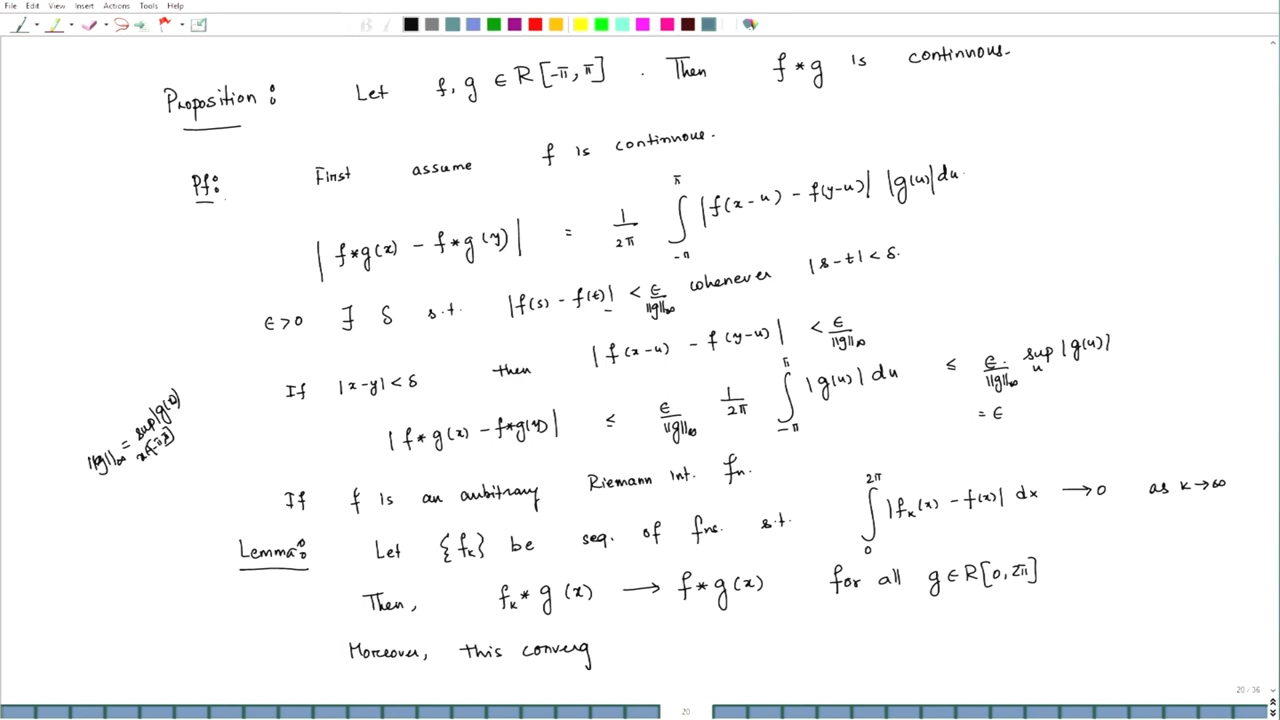 File Edit View Insert Actions Tools Help
Proposition: Let f, g ∈ R[-π, π]. Then f*g is continuous.
Pf: First assume f is continuous.
|f*g(x) - f*g(y)| = 1/2π ∫_{-π}^{π} |f(x-u) - f(y-u)| |g(u)| du.
ε>0 ∃ δ s.t. |f(s) - f(t)| < ε/||g||_∞ whenever |s-t| < δ.
If |x-y| < δ then |f(x-u) - f(y-u)| < ε/||g||_∞
|f*g(x) - f*g(y)| ≤ ε/||g||_∞ 1/2π ∫_{-π}^{π} |g(u)| du ≤ ε/||g||_∞ · sup_u |g(u)|
= ε
If f is an arbitrary Riemann int. fn.
Lemma: Let {f_k} be seq. of fns. s.t. ∫_0^{2π} |f_k(x) - f(x)| dx → 0 as k→∞
Then, f_k * g(x) → f*g(x) for all g ∈ R[0, 2π]
Moreover, this converg
20 / 36
20